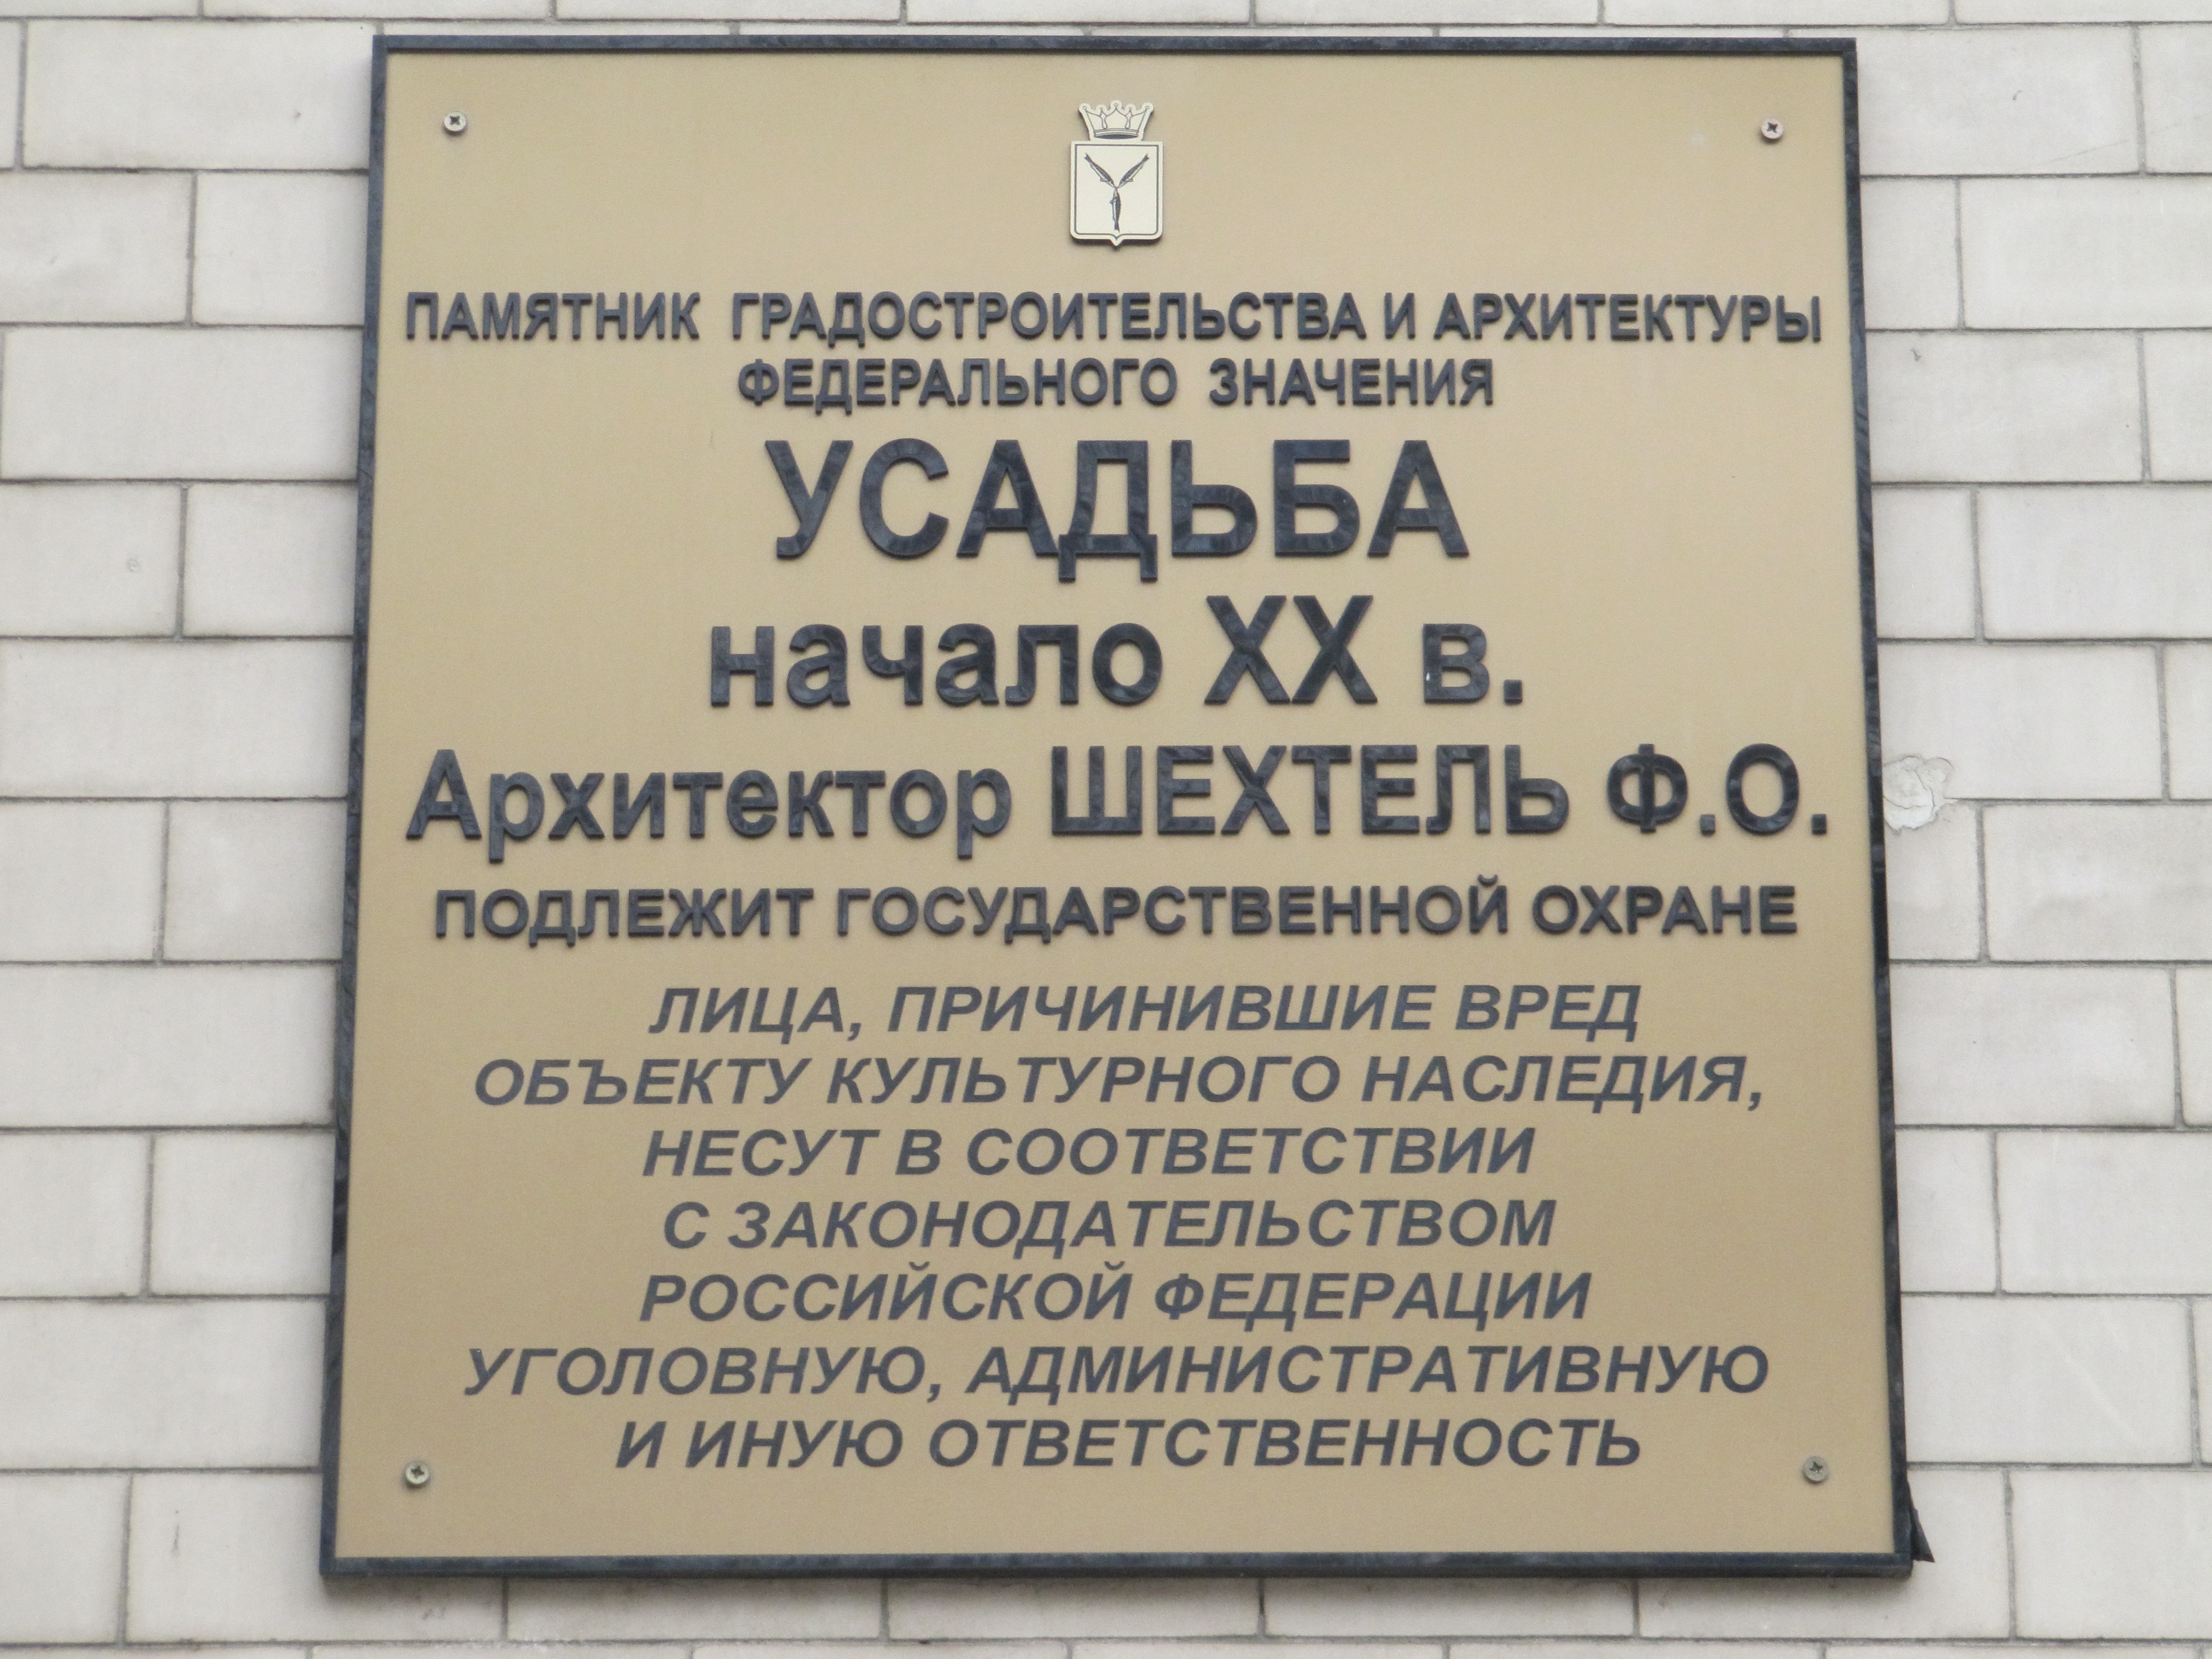 ПАМЯТНИК ГРАДОСТРОИТЕЛЬСТВА И АРХИТЕКТУРЫ
ФЕДЕРАЛЬНОГО ЗНАЧЕНИЯ
УСАДЬБА
начало XX в.
Архитектор ШЕХТЕЛЬ Ф.О.
ПОДЛЕЖИТ ГОСУДАРСТВЕННОЙ ОХРАНЕ
ЛИЦА, ПРИЧИНИВШИЕ ВРЕД
ОБЪЕКТУ КУЛЬТУРНОГО НАСЛЕДИЯ,
НЕСУТ В СООТВЕТСТВИИ
С ЗАКОНОДАТЕЛЬСТВОМ
РОССИЙСКОЙ ФЕДЕРАЦИИ
УГОЛОВНУЮ, АДМИНИСТРАТИВНУЮ
И ИНУЮ ОТВЕТСТВЕННОСТЬ